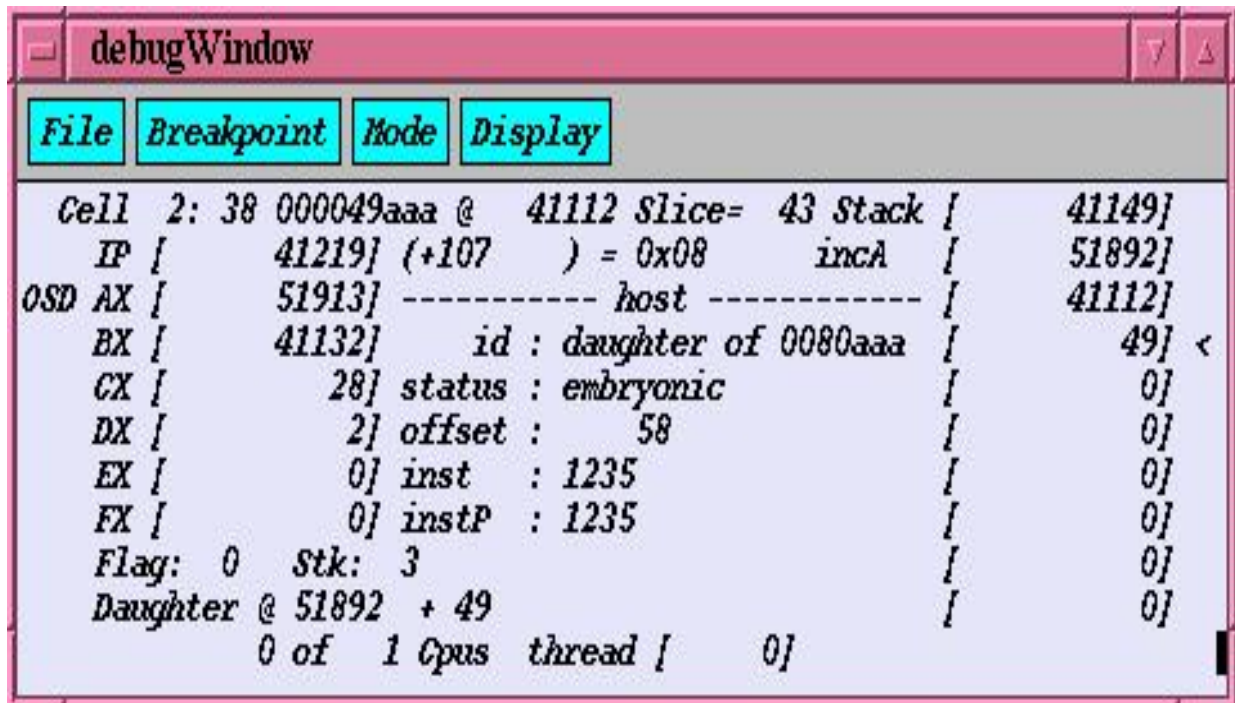 debugWindow
File Breakpoint Mode Display
Cell 2: 38 000049aaa @ 41112 Slice= 43 Stack [ 41149]
IP [ 41219] (+107 ) = 0x08 incA [ 51892]
OSD AX [ 51913] ----------- host ------------ [ 41112]
BX [ 41132] id : daughter of 0080aaa [ 49] <
CX [ 28] status : embryonic [ 0]
DX [ 2] offset : 58 [ 0]
EX [ 0] inst : 1235 [ 0]
FX [ 0] instP : 1235 [ 0]
Flag: 0 Stk: 3 [ 0]
Daughter @ 51892 + 49 [ 0]
0 of 1 Cpus thread [ 0]